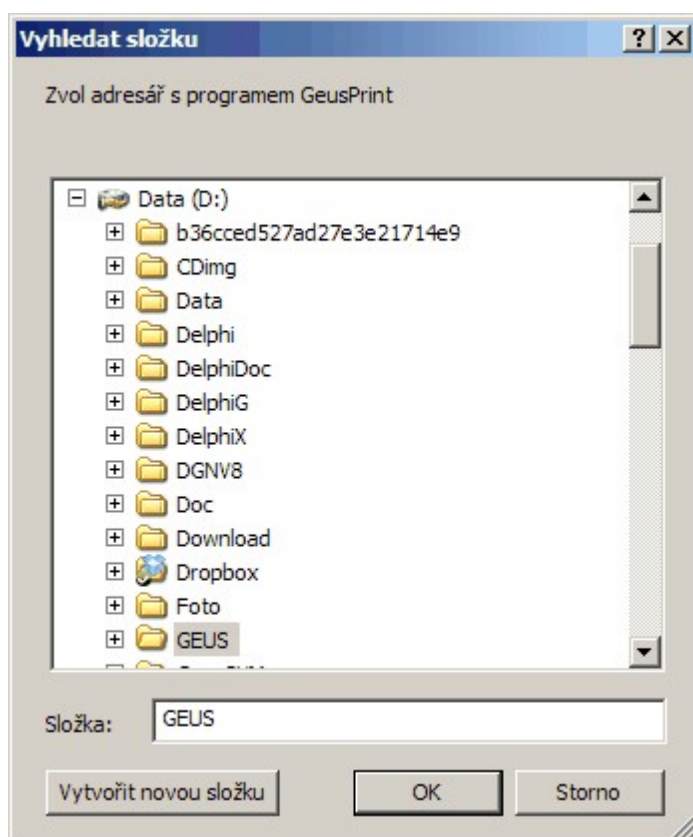 Vyhledat složku
Zvol adresář s programem GeusPrint
Data (D:)
b36cced527ad27e3e21714e9
CDimg
Data
Delphi
DelphiDoc
DelphiG
DelphiX
DGNV8
Doc
Download
Dropbox
Foto
GEUS
Složka: GEUS
Vytvořit novou složku OK Storno